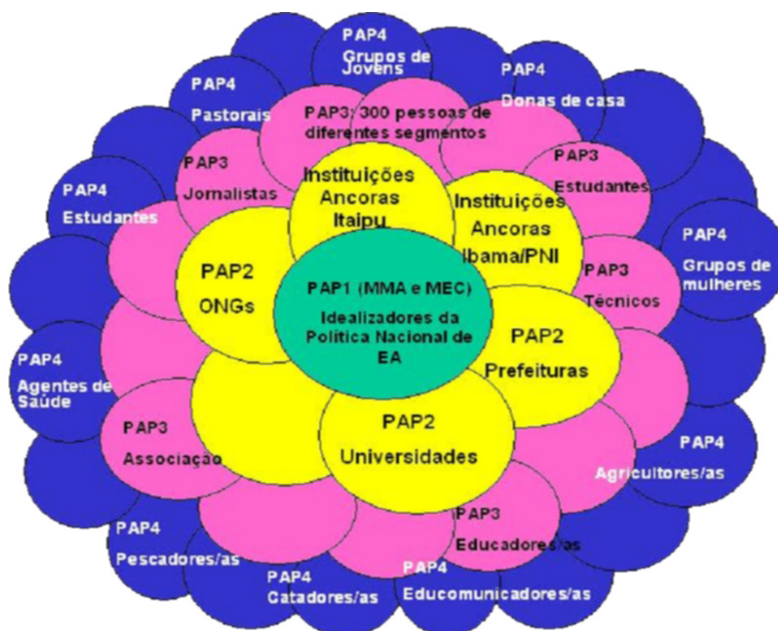 PAP4
Grupos de
Jovens
PAP4
Donas de casa
PAP4
Pastorais
PAP3: 300 pessoas de
diferentes segmentos
PAP3
Jornalistas
PAP3
Estudantes
PAP4
Estudantes
Instituições
Ancoras
Itaipu
Instituições
Ancoras
Ibama/PNI
PAP4
Grupos de
mulheres
PAP2
ONGs
PAP1 (MMA e MEC)
Idealizadores da
Política Nacional de
EA
PAP3
Técnicos
PAP2
Prefeituras
PAP4
Agentes de
Saúde
PAP3
Associação
PAP2
Universidades
PAP4
Agricultores/as
PAP3
Educadores/as
PAP4
Pescadores/as
PAP4
Catadores/as
PAP4
Educomunicadores/as